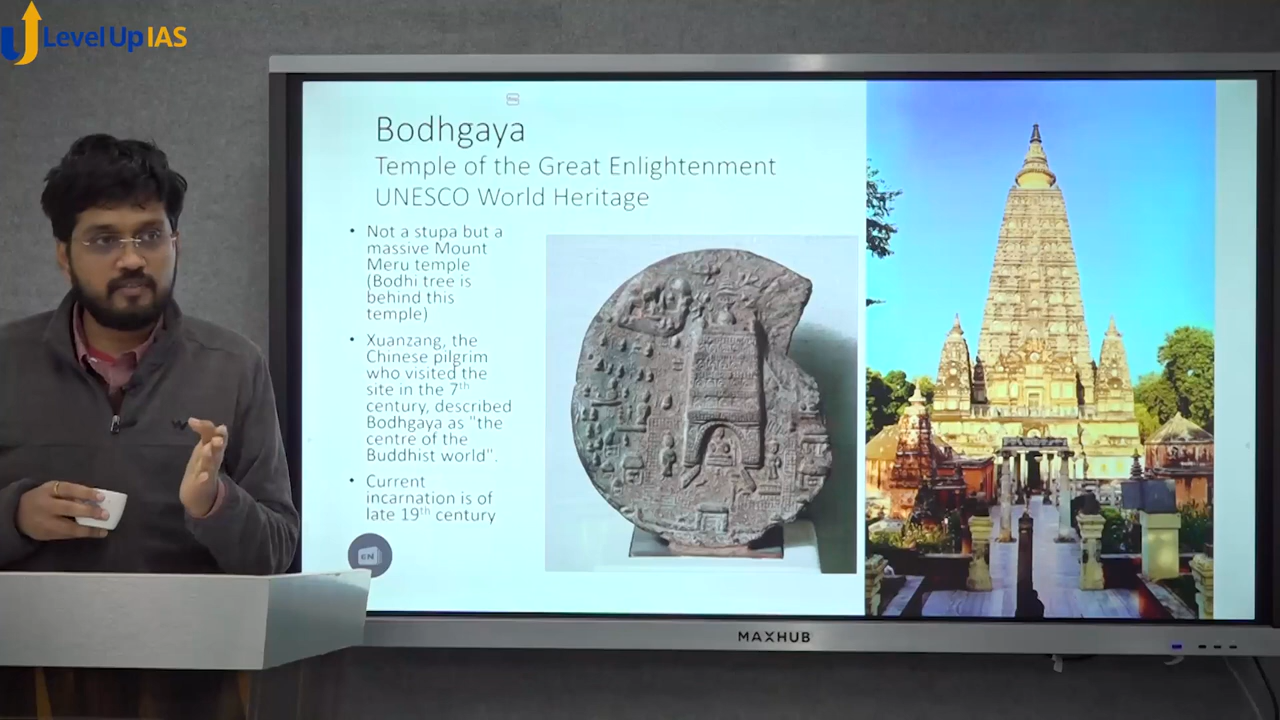 Level Up IAS
Bodhgaya
Temple of the Great Enlightenment
UNESCO World Heritage
• Not a stupa but a
massive Mount
Meru temple
(Bodhi tree is
behind this
temple)
• Xuanzang, the
Chinese pilgrim
who visited the
site in the 7th
century, described
Bodhgaya as "the
centre of the
Buddhist world".
• Current
incarnation is of
late 19th century
EN
MAXHUB